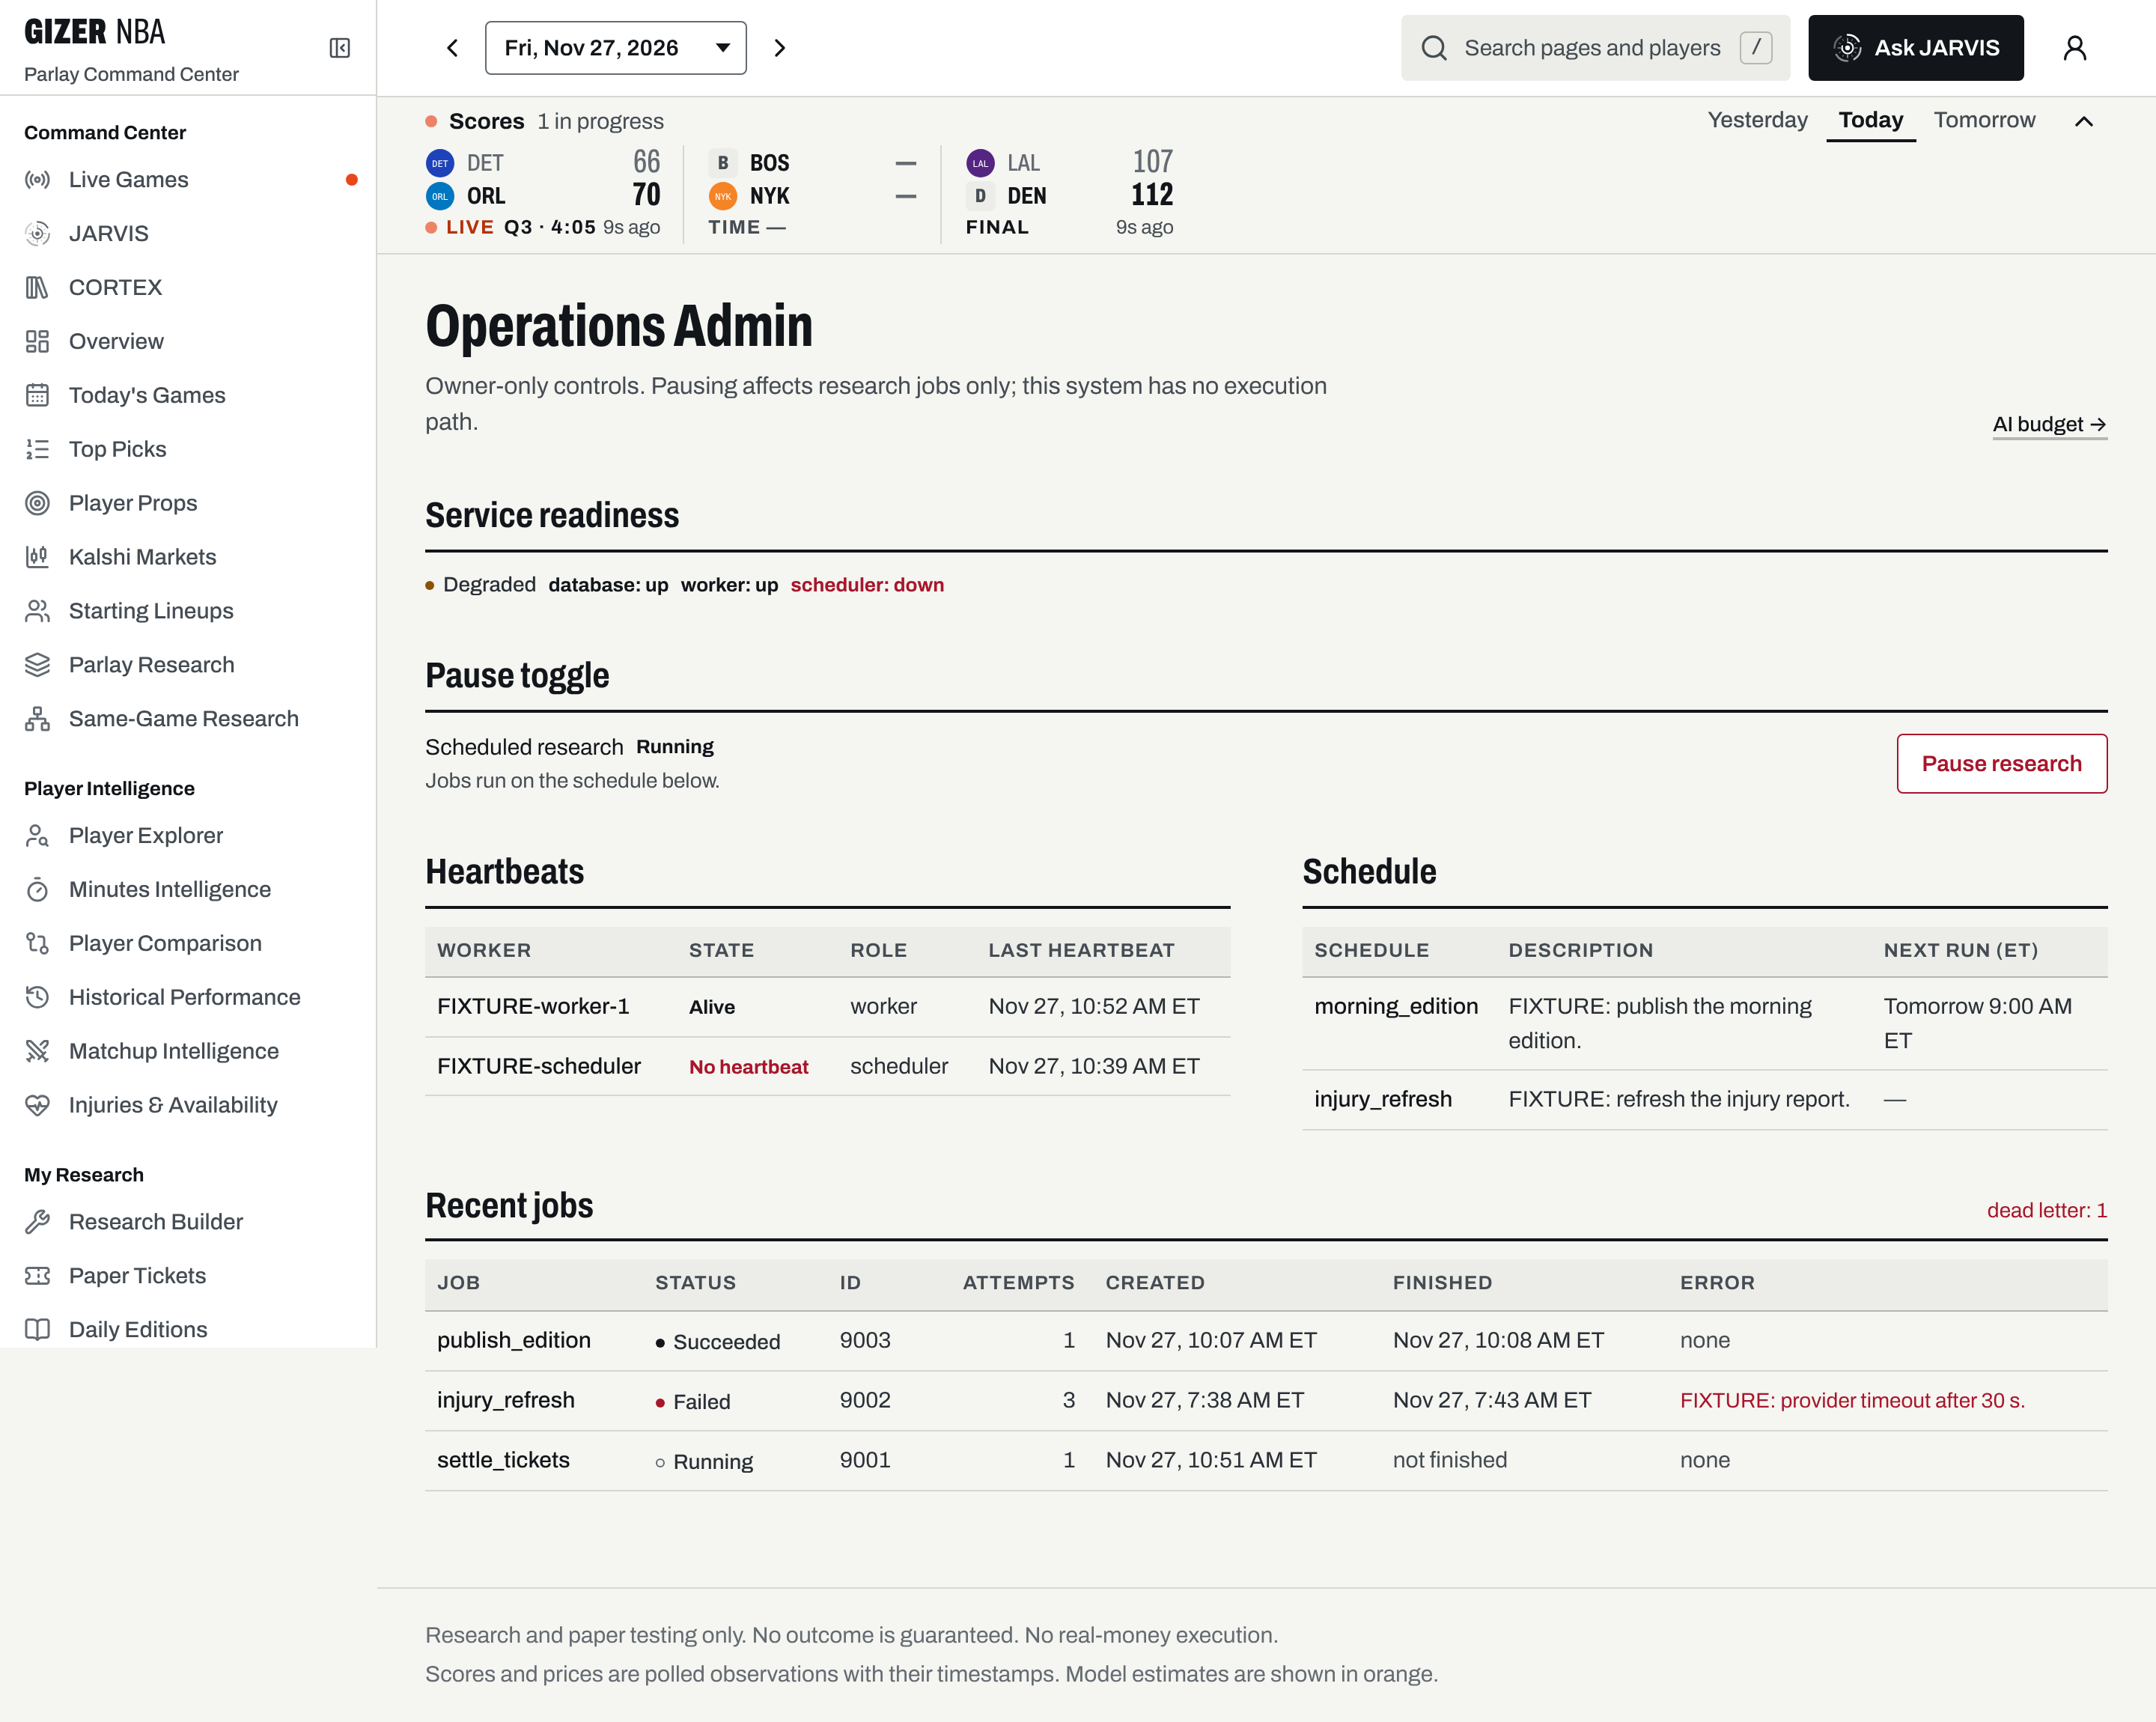 GIZER NBA
Parlay Command Center
Fri, Nov 27, 2026
Search pages and players /
Ask JARVIS
Command Center
Live Games
JARVIS
CORTEX
Overview
Today's Games
Top Picks
Player Props
Kalshi Markets
Starting Lineups
Parlay Research
Same-Game Research
Player Intelligence
Player Explorer
Minutes Intelligence
Player Comparison
Historical Performance
Matchup Intelligence
Injuries & Availability
My Research
Research Builder
Paper Tickets
Daily Editions
Scores 1 in progress
Yesterday Today Tomorrow
DET DET 66
ORL ORL 70
LIVE Q3 · 4:05 9s ago
B BOS —
NYK NYK —
TIME —
LAL LAL 107
D DEN 112
FINAL 9s ago
Operations Admin
Owner-only controls. Pausing affects research jobs only; this system has no execution
path.
AI budget →
Service readiness
Degraded database: up worker: up scheduler: down
Pause toggle
Scheduled research Running
Jobs run on the schedule below.
Pause research
Heartbeats
WORKER STATE ROLE LAST HEARTBEAT
FIXTURE-worker-1 Alive worker Nov 27, 10:52 AM ET
FIXTURE-scheduler No heartbeat scheduler Nov 27, 10:39 AM ET
Schedule
SCHEDULE DESCRIPTION NEXT RUN (ET)
morning_edition FIXTURE: publish the morning Tomorrow 9:00 AM
edition. ET
injury_refresh FIXTURE: refresh the injury report. —
Recent jobs
dead letter: 1
JOB STATUS ID ATTEMPTS CREATED FINISHED ERROR
publish_edition Succeeded 9003 1 Nov 27, 10:07 AM ET Nov 27, 10:08 AM ET none
injury_refresh Failed 9002 3 Nov 27, 7:38 AM ET Nov 27, 7:43 AM ET FIXTURE: provider timeout after 30 s.
settle_tickets Running 9001 1 Nov 27, 10:51 AM ET not finished none
Research and paper testing only. No outcome is guaranteed. No real-money execution.
Scores and prices are polled observations with their timestamps. Model estimates are shown in orange.